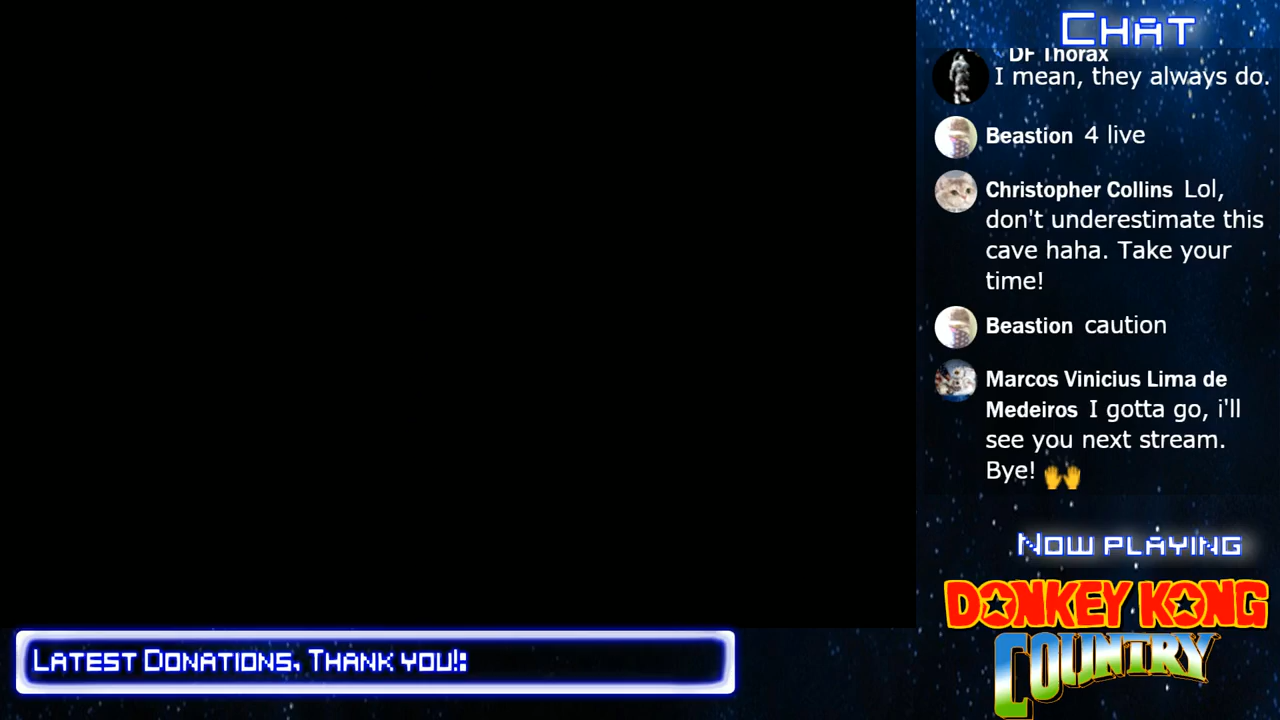 CHAT
DF Thorax
I mean, they always do.
Beastion 4 live
Christopher Collins Lol,
don't underestimate this
cave haha. Take your
time!
Beastion caution
Marcos Vinicius Lima de
Medeiros I gotta go, i'll
see you next stream.
Bye! 🙌
NOW PLAYING
DONKEY KONG
COUNTRY
LATEST DONATIONS, THANK YOU!: